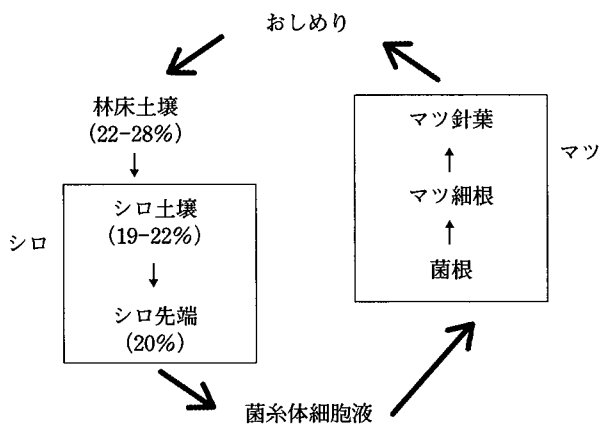 おしめり
林床土壌
(22-28%)
シロ
シロ土壌
(19-22%)
シロ先端
(20%)
菌糸体細胞液
マツ針葉
マツ細根
菌根
マツ